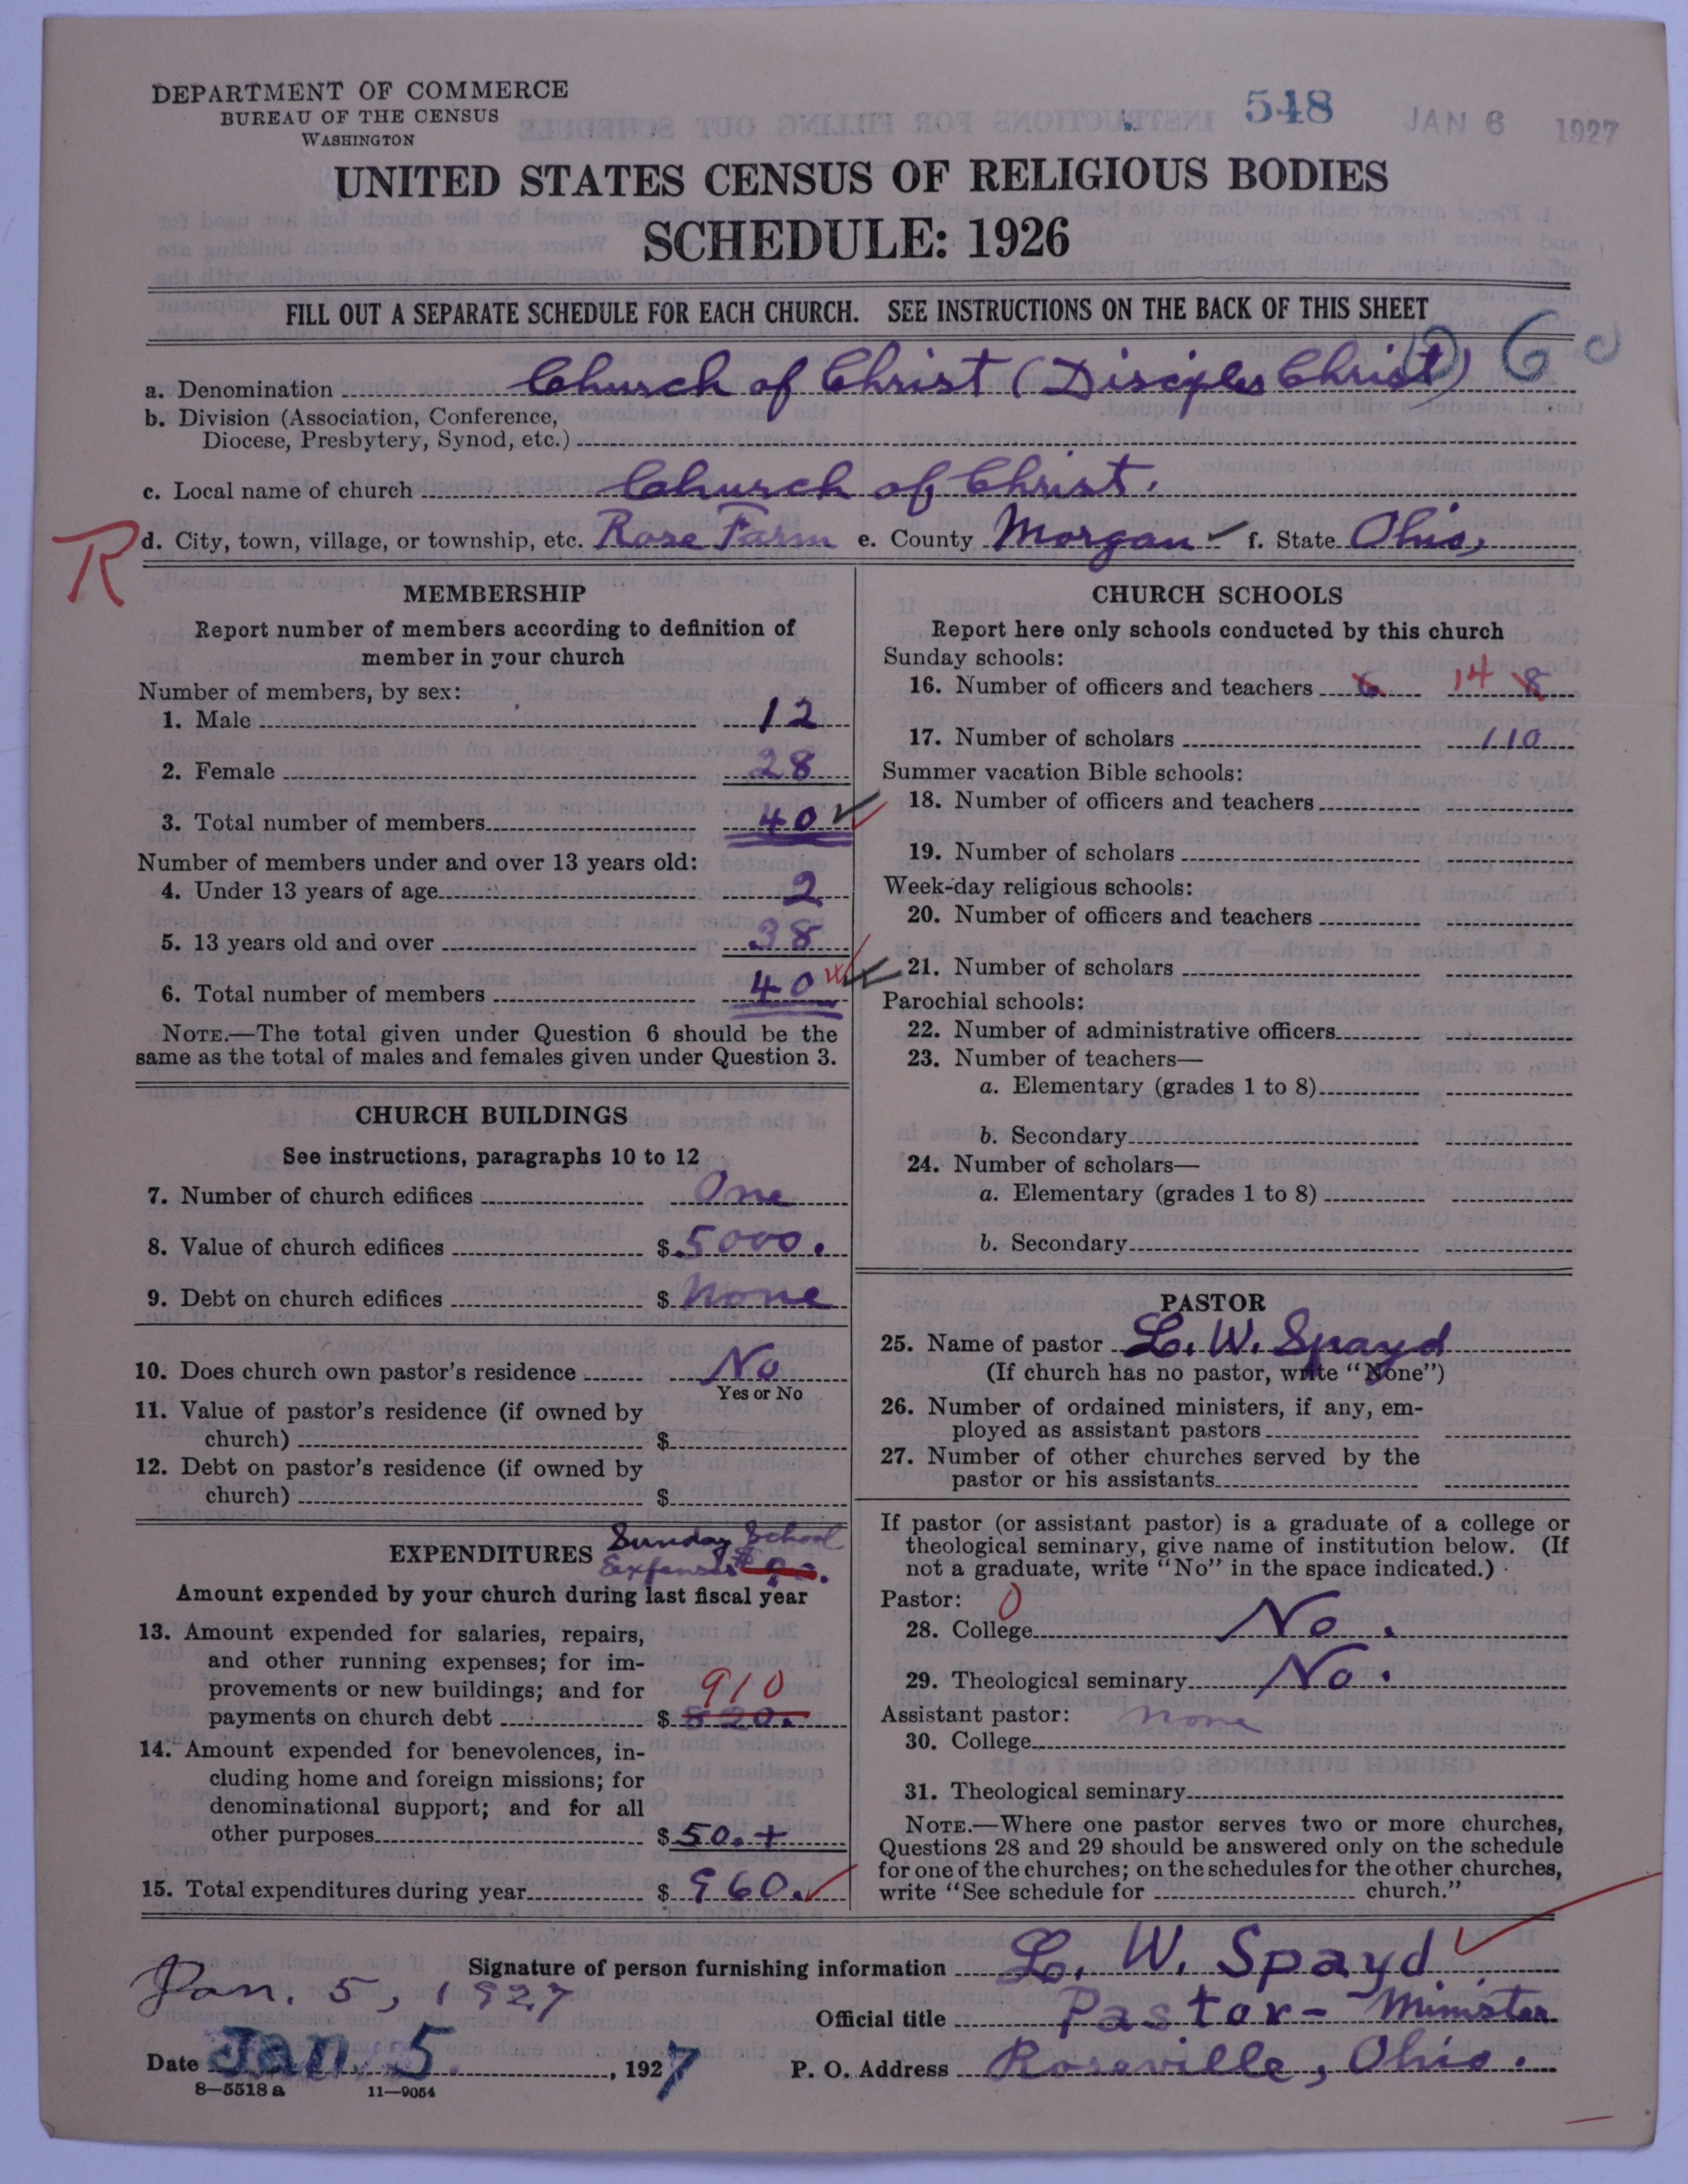 DEPARTMENT OF COMMERCE
BUREAU OF THE CENSUS
WASHINGTON
548
JAN 6 1927
UNITED STATES CENSUS OF RELIGIOUS BODIES
SCHEDULE: 1926
FILL OUT A SEPARATE SCHEDULE FOR EACH CHURCH. SEE INSTRUCTIONS ON THE BACK OF THIS SHEET
a. Denomination Church of Christ (Disciples Christ)
b. Division (Association, Conference,
Diocese, Presbytery, Synod, etc.)
c. Local name of church Church of Christ.
R
d. City, town, village, or township, etc. Rose Farm e. County Morgan ✓ f. State Ohio.
MEMBERSHIP
Report number of members according to definition of
member in your church
Number of members, by sex:
1. Male 12
2. Female 28
3. Total number of members 40 ✓
Number of members under and over 13 years old:
4. Under 13 years of age 2
5. 13 years old and over 38
6. Total number of members 40
NOTE.—The total given under Question 6 should be the
same as the total of males and females given under Question 3.
CHURCH BUILDINGS
See instructions, paragraphs 10 to 12
7. Number of church edifices One
8. Value of church edifices $ 5000.
9. Debt on church edifices $ None
10. Does church own pastor's residence No
Yes or No
11. Value of pastor's residence (if owned by
church) $
12. Debt on pastor's residence (if owned by
church) $
EXPENDITURES Sunday School
Expenses $ 90.
Amount expended by your church during last fiscal year
13. Amount expended for salaries, repairs,
and other running expenses; for im-
provements or new buildings; and for 910
payments on church debt $ 820.
14. Amount expended for benevolences, in-
cluding home and foreign missions; for
denominational support; and for all
other purposes $ 50. +
15. Total expenditures during year $ 960. ✓
CHURCH SCHOOLS
Report here only schools conducted by this church
Sunday schools:
16. Number of officers and teachers 6 14 8
17. Number of scholars 110
Summer vacation Bible schools:
18. Number of officers and teachers
19. Number of scholars
Week-day religious schools:
20. Number of officers and teachers
21. Number of scholars
Parochial schools:
22. Number of administrative officers
23. Number of teachers—
a. Elementary (grades 1 to 8)
b. Secondary
24. Number of scholars—
a. Elementary (grades 1 to 8)
b. Secondary
PASTOR
25. Name of pastor L. W. Spayd
(If church has no pastor, write "None")
26. Number of ordained ministers, if any, em-
ployed as assistant pastors
27. Number of other churches served by the
pastor or his assistants
If pastor (or assistant pastor) is a graduate of a college or
theological seminary, give name of institution below. (If
not a graduate, write "No" in the space indicated.)
Pastor: 0
28. College No.
29. Theological seminary No.
Assistant pastor: none
30. College
31. Theological seminary
NOTE.—Where one pastor serves two or more churches,
Questions 28 and 29 should be answered only on the schedule
for one of the churches; on the schedules for the other churches,
write "See schedule for church."
Signature of person furnishing information L. W. Spayd ✓
Jan. 5, 1927
Official title Pastor - Minister
Date Jan. 5, 1927 P. O. Address Roseville, Ohio.
8—5518 a 11—9054